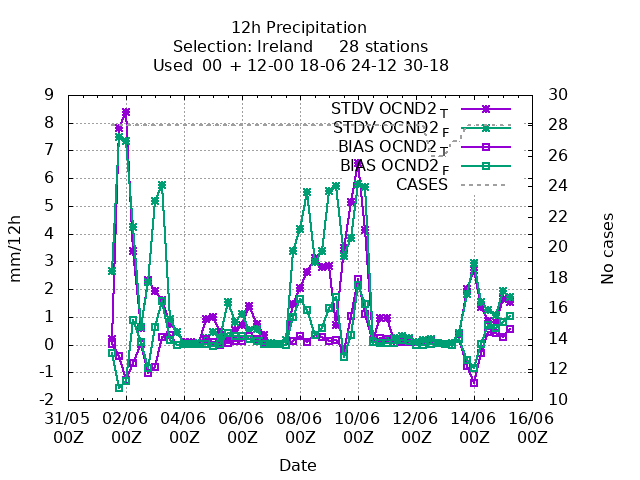 12h Precipitation
Selection: Ireland     28 stations
Used  00 + 12-00 18-06 24-12 30-18
STDV OCND2 T
STDV OCND2 F
BIAS OCND2 T
BIAS OCND2 F
CASES
9
8
7
6
5
4
3
2
1
0
-1
-2
mm/12h
30
28
26
24
22
20
18
16
14
12
10
No cases
31/05 02/06 04/06 06/06 08/06 10/06 12/06 14/06 16/06
00Z 00Z 00Z 00Z 00Z 00Z 00Z 00Z 00Z
Date